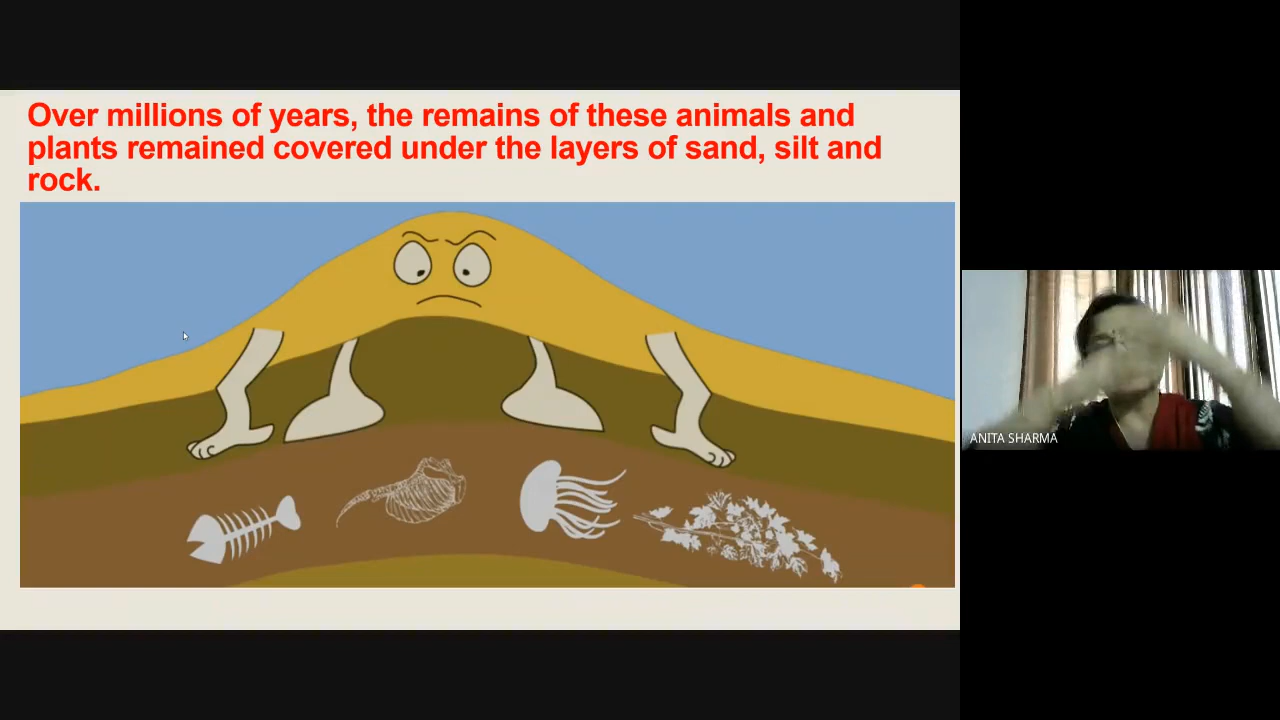 Over millions of years, the remains of these animals and
plants remained covered under the layers of sand, silt and
rock.
ANITA SHARMA